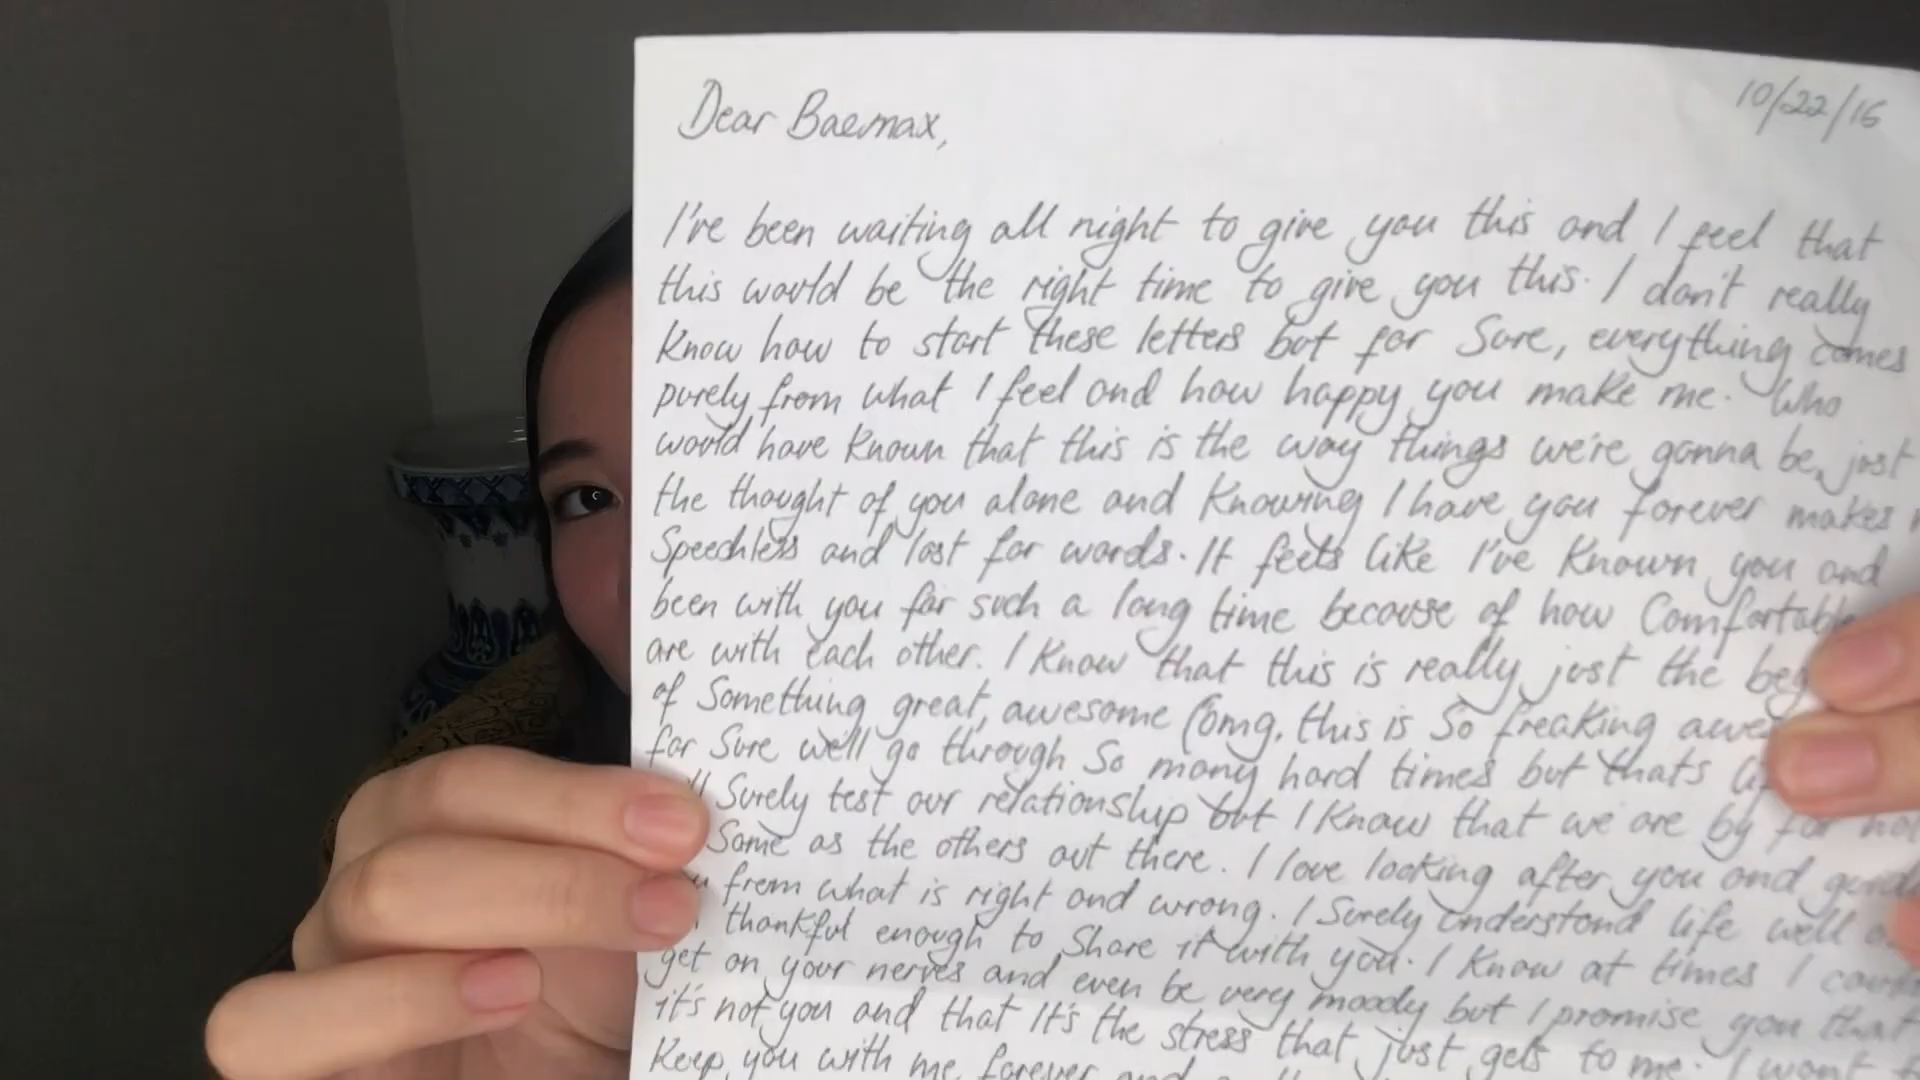 10/22/16
Dear Baemax,
I've been waiting all night to give you this and I feel that
this would be the right time to give you this. I don't really
know how to start these letters but for sure, everything comes
purely from what I feel and how happy you make me. Who
would have known that this is the way things we're gonna be, just
the thought of you alone and knowing I have you forever makes
speechless and lost for words. It feels like I've known you and
been with you for such a long time because of how comfortable
are with each other. I know that this is really just the beg
of something great, awesome (omg, this is so freaking awe
for sure we'll go through so many hard times but thats
surely test our relationship but I know that we are by far not
same as the others out there. I love looking after you and
from what is right and wrong. I surely understand life well
thankful enough to share it with you. I know at times I
get on your nerves and even be very moody but I promise you that
it's not you and that it's the stress that just gets to me. I want
keep you with me forever and